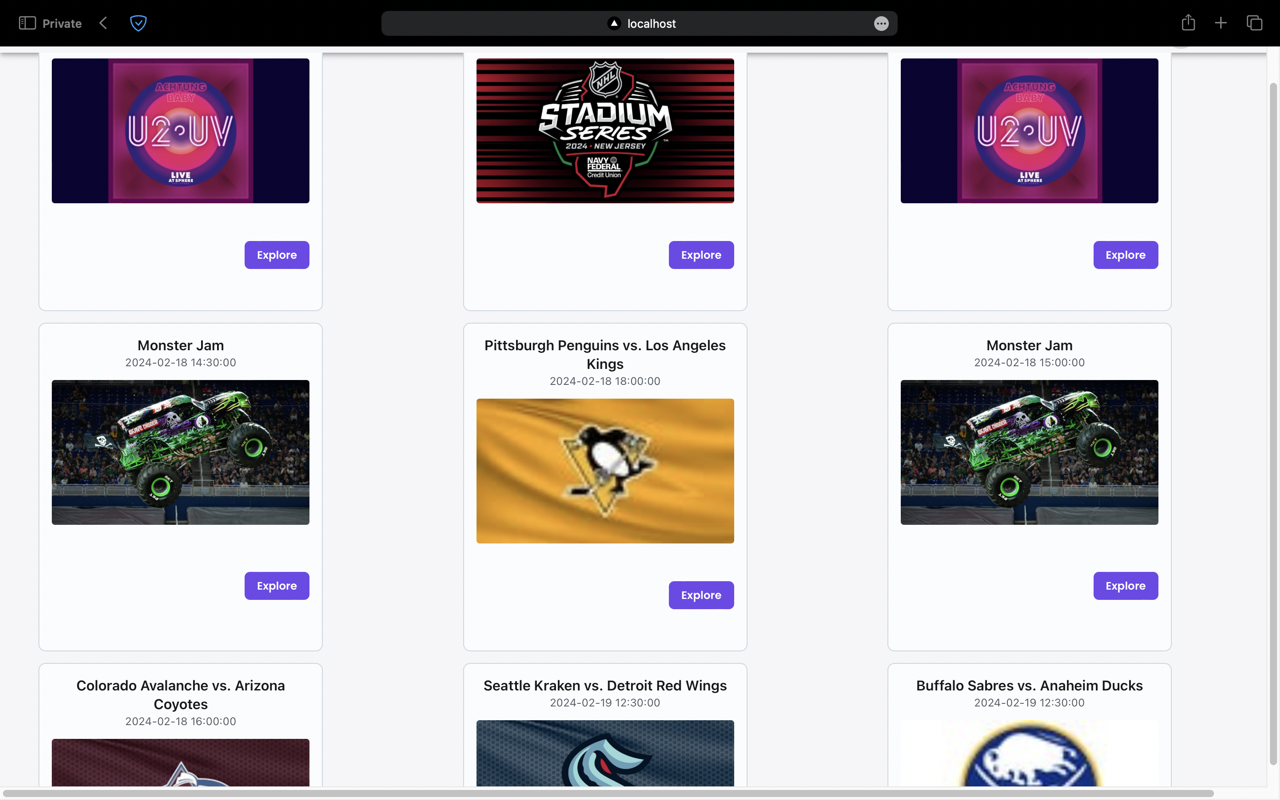 Private
localhost
ACHTUNG
BABY
U2•UV
LIVE
AT SPHERE
NHL
STADIUM
SERIES
2024 • NEW JERSEY
NAVY
FEDERAL
Credit Union
ACHTUNG
BABY
U2•UV
LIVE
AT SPHERE
Explore
Explore
Explore
Monster Jam
2024-02-18 14:30:00
Pittsburgh Penguins vs. Los Angeles
Kings
2024-02-18 18:00:00
Monster Jam
2024-02-18 15:00:00
Explore
Explore
Explore
Colorado Avalanche vs. Arizona
Coyotes
2024-02-18 16:00:00
Seattle Kraken vs. Detroit Red Wings
2024-02-19 12:30:00
Buffalo Sabres vs. Anaheim Ducks
2024-02-19 12:30:00